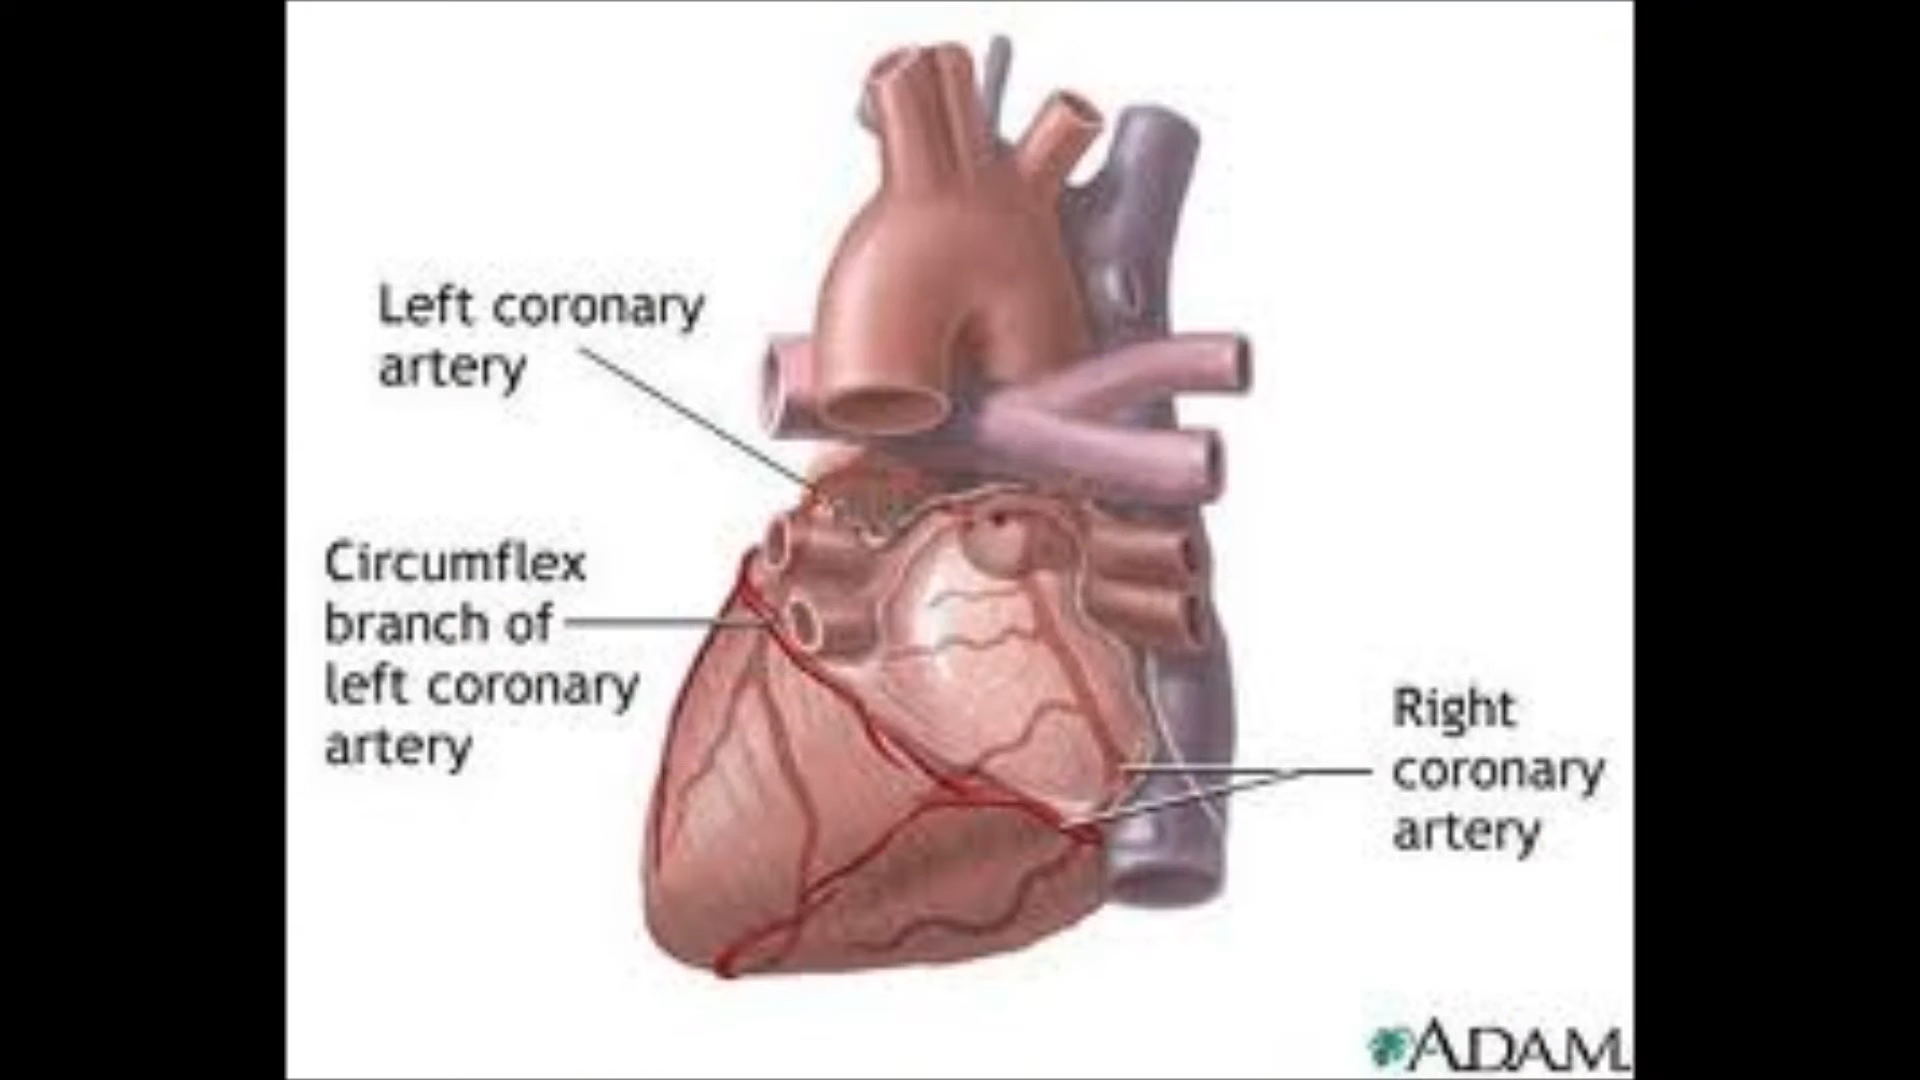 Left coronary
artery
Circumflex
branch of
left coronary
artery
Right
coronary
artery
ADAM